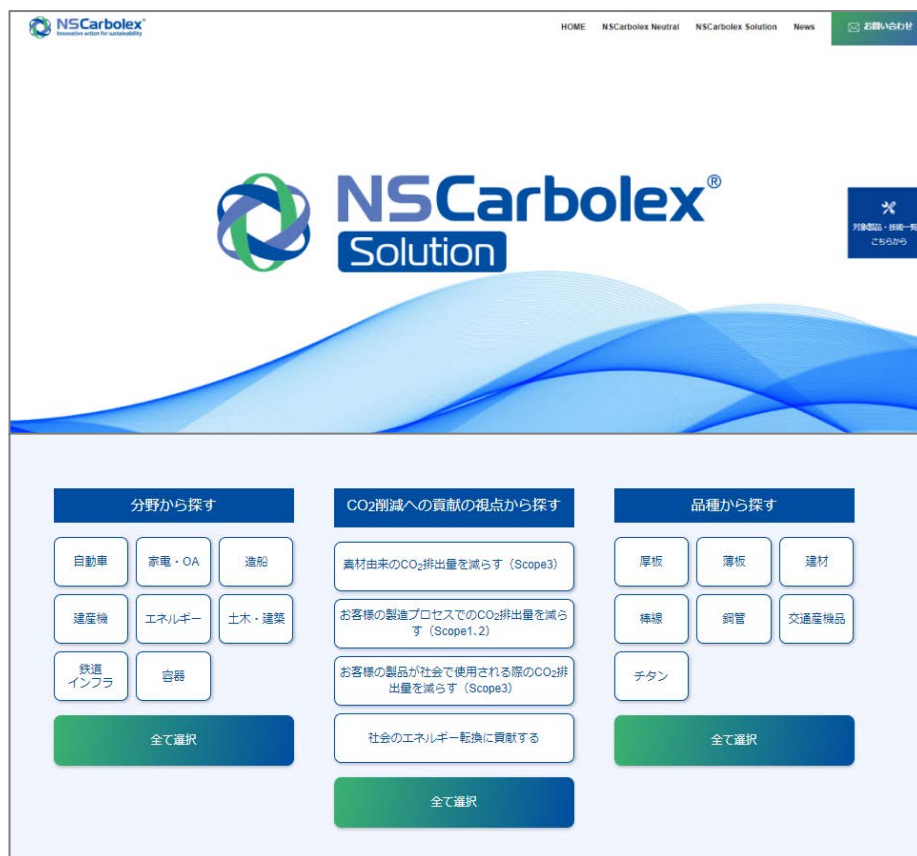 NSCarbolex®
Innovative action for sustainability
HOME NSCarbolex Neutral NSCarbolex Solution News お問い合わせ
NSCarbolex®
Solution
対象製品・技術一覧
こちらから
分野から探す
自動車 家電・OA 造船
建産機 エネルギー 土木・建築
鉄道
インフラ
容器
全て選択
CO2削減への貢献の視点から探す
素材由来のCO₂排出量を減らす（Scope3）
お客様の製造プロセスでのCO₂排出量を減ら
す（Scope1、2）
お客様の製品が社会で使用される際のCO₂排
出量を減らす（Scope3）
社会のエネルギー転換に貢献する
全て選択
品種から探す
厚板 薄板 建材
棒線 鋼管 交通産機品
チタン
全て選択